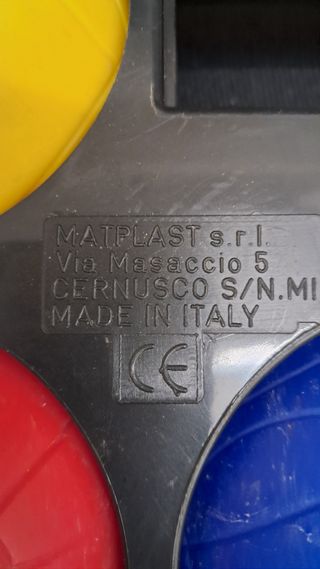 MATPLAST s.r.l.
Via Masaccio 5
CERNUSCO S/N.MI
MADE IN ITALY
CE